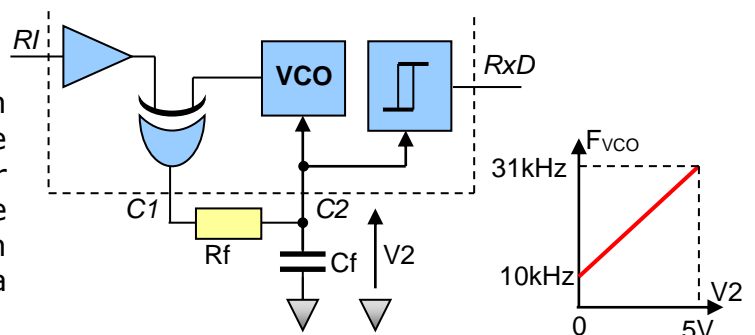 RI
VCO
RxD
n
e
r
e
n
a
C1
C2
Rf
Cf
V2
FVCO
31kHz
10kHz
V2
0
5V